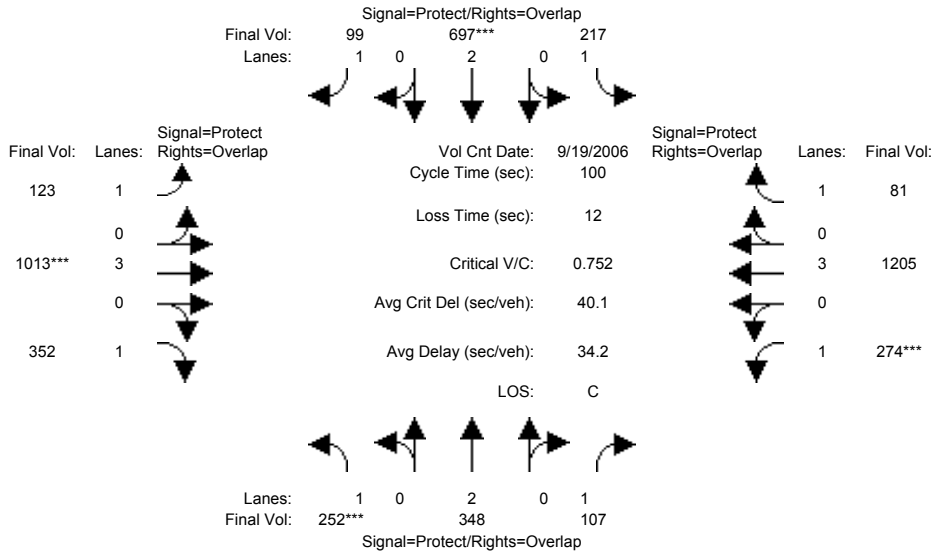 Signal=Protect/Rights=Overlap
Final Vol: 99 697*** 217
Lanes: 1 0 2 0 1
Signal=Protect Signal=Protect
Final Vol: Lanes: Rights=Overlap Vol Cnt Date: 9/19/2006 Rights=Overlap Lanes: Final Vol:
Cycle Time (sec): 100
123 1 1 81
Loss Time (sec): 12
0 0
1013*** 3 Critical V/C: 0.752 3 1205
0 Avg Crit Del (sec/veh): 40.1 0
352 1 Avg Delay (sec/veh): 34.2 1 274***
LOS: C
Lanes: 1 0 2 0 1
Final Vol: 252*** 348 107
Signal=Protect/Rights=Overlap